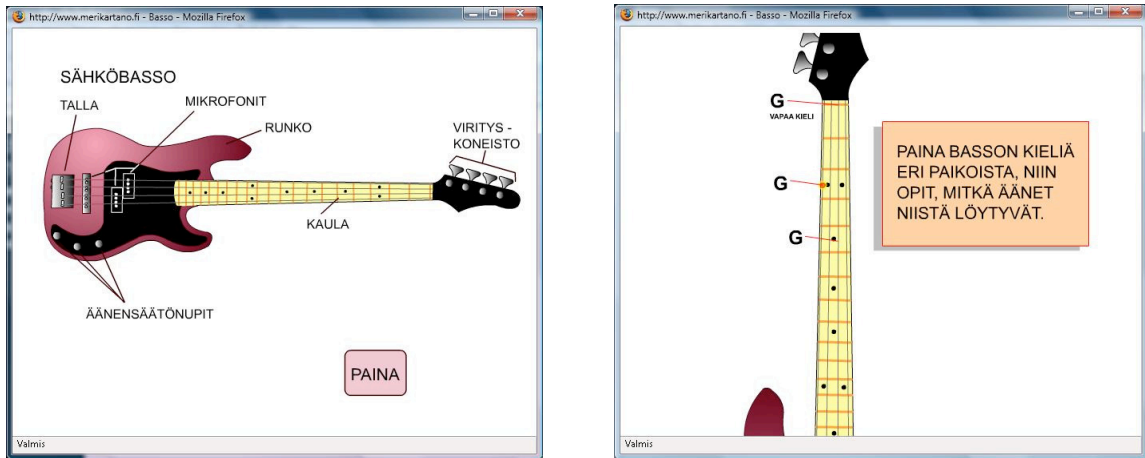 http://www.merikartano.fi - Basso - Mozilla Firefox
SÄHKÖBASSO
TALLA
MIKROFONIT
RUNKO
VIRITYS -
KONEISTO
KAULA
ÄÄNENSÄÄTÖNUPIT
PAINA
Valmis
http://www.merikartano.fi - Basso - Mozilla Firefox
G
VAPAA KIELI
G
G
PAINA BASSON KIELIÄ
ERI PAIKOISTA, NIIN
OPIT, MITKÄ ÄÄNET
NIISTÄ LÖYTYVÄT.
Valmis